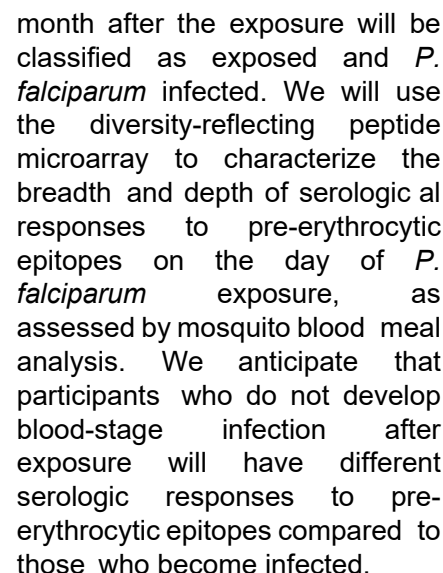 month after the exposure will be
classified as exposed and P.
falciparum infected. We will use
the diversity-reflecting peptide
microarray to characterize the
breadth and depth of serologic al
responses to pre-erythrocytic
epitopes on the day of P.
falciparum exposure, as
assessed by mosquito blood meal
analysis. We anticipate that
participants who do not develop
blood-stage infection after
exposure will have different
serologic responses to pre-
erythrocytic epitopes compared to
those who become infected.